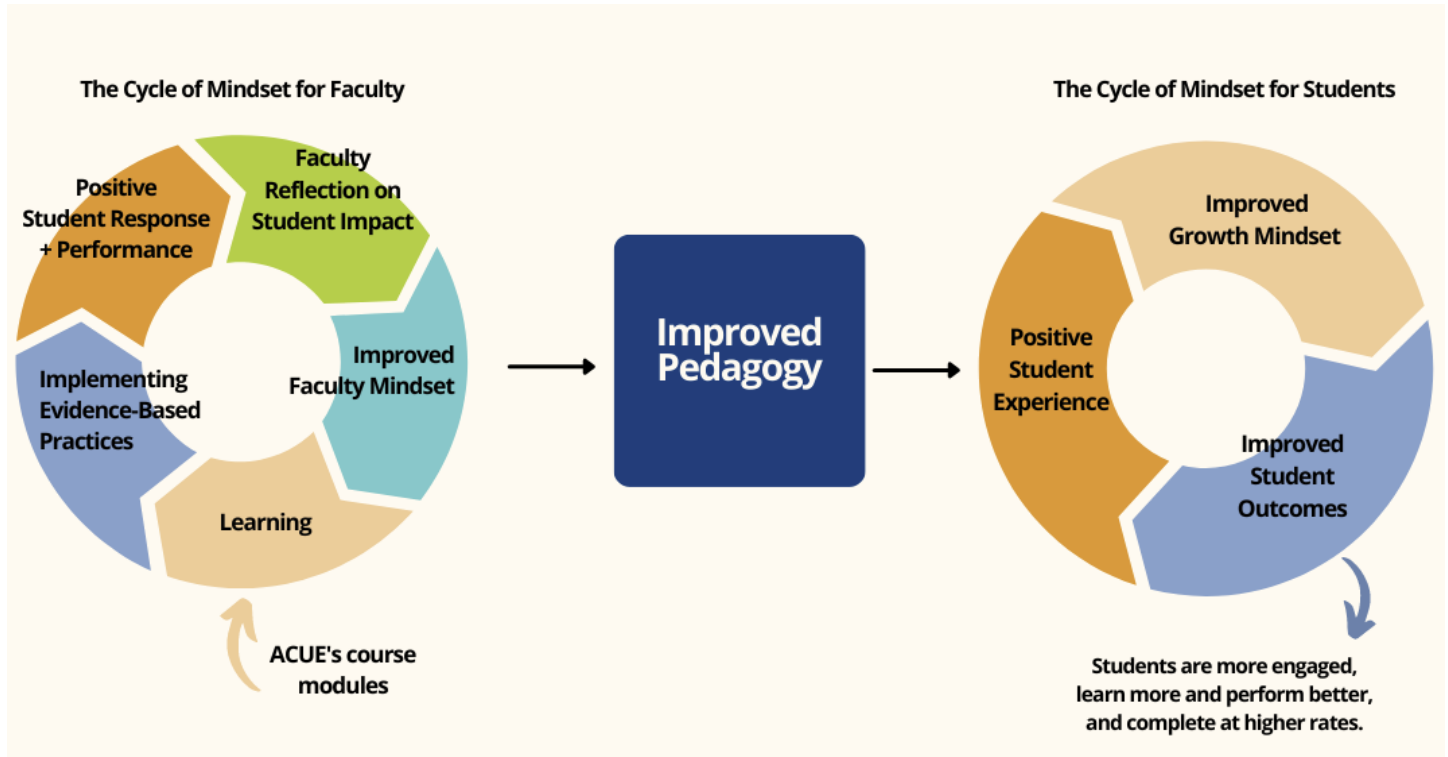 The Cycle of Mindset for Faculty
Faculty
Reflection on
Student Impact
Positive
Student Response
+ Performance
Improved
Faculty Mindset
Implementing
Evidence-Based
Practices
Learning
ACUE's course
modules
Improved
Pedagogy
The Cycle of Mindset for Students
Improved
Growth Mindset
Positive
Student
Experience
Improved
Student
Outcomes
Students are more engaged,
learn more and perform better,
and complete at higher rates.